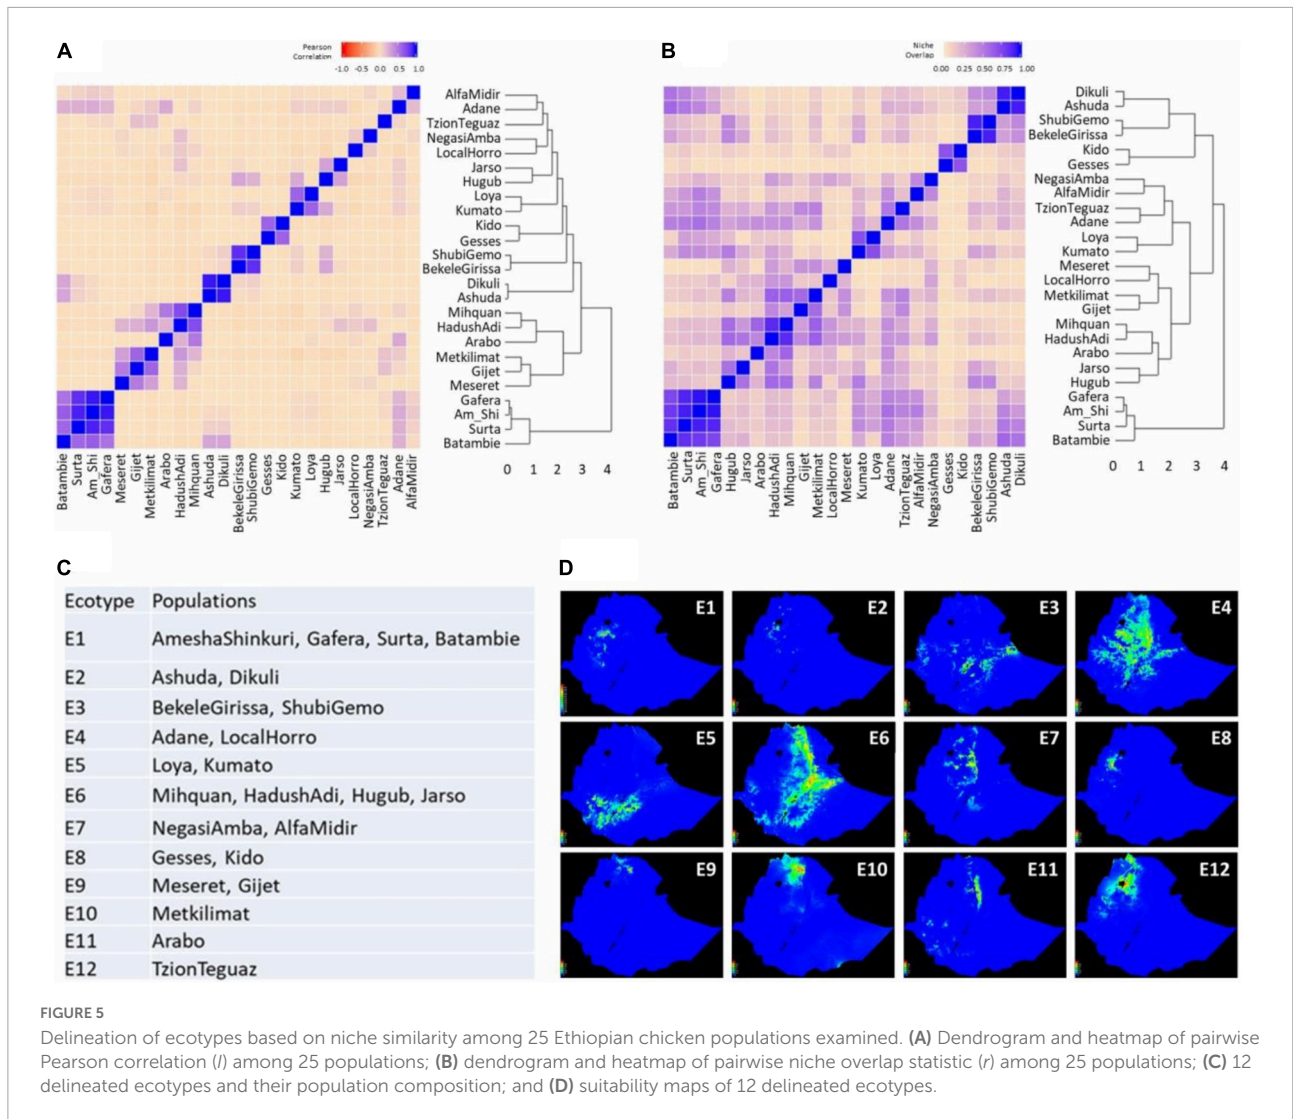 A
Pearson
Correlation
-1.0 -0.5 0.0 0.5 1.0
AlfaMidir
Adane
TzionTeguaz
NegasiAmba
LocalHorro
Jarso
Hugub
Loya
Kumato
Kido
Gesses
ShubiGemo
BekeleGirissa
Dikuli
Ashuda
Mihquan
HadushAdi
Arabo
Metkilimat
Gijet
Meseret
Gafera
Am_Shi
Surta
Batambie
0 1 2 3 4
Batambie
Surta
Am_Shi
Gafera
Meseret
Gijet
Metkilimat
Arabo
HadushAdi
Mihquan
Ashuda
Dikuli
BekeleGirissa
ShubiGemo
Gesses
Kido
Kumato
Loya
Hugub
Jarso
LocalHorro
NegasiAmba
TzionTeguaz
Adane
AlfaMidir
B
Niche
Overlap
0.00 0.25 0.50 0.75 1.00
Dikuli
Ashuda
ShubiGemo
BekeleGirissa
Kido
Gesses
NegasiAmba
AlfaMidir
TzionTeguaz
Adane
Loya
Kumato
Meseret
LocalHorro
Metkilimat
Gijet
Mihquan
HadushAdi
Arabo
Jarso
Hugub
Gafera
Am_Shi
Surta
Batambie
0 1 2 3 4
Batambie
Surta
Am_Shi
Gafera
Hugub
Jarso
Arabo
HadushAdi
Mihquan
Gijet
Metkilimat
LocalHorro
Meseret
Kumato
Loya
Adane
TzionTeguaz
AlfaMidir
NegasiAmba
Gesses
Kido
BekeleGirissa
ShubiGemo
Ashuda
Dikuli
C
Ecotype Populations
E1 AmeshaShinkuri, Gafera, Surta, Batambie
E2 Ashuda, Dikuli
E3 BekeleGirissa, ShubiGemo
E4 Adane, LocalHorro
E5 Loya, Kumato
E6 Mihquan, HadushAdi, Hugub, Jarso
E7 NegasiAmba, AlfaMidir
E8 Gesses, Kido
E9 Meseret, Gijet
E10 Metkilimat
E11 Arabo
E12 TzionTeguaz
D
E1 E2 E3 E4
E5 E6 E7 E8
E9 E10 E11 E12
FIGURE 5
Delineation of ecotypes based on niche similarity among 25 Ethiopian chicken populations examined. (A) Dendrogram and heatmap of pairwise
Pearson correlation (I) among 25 populations; (B) dendrogram and heatmap of pairwise niche overlap statistic (r) among 25 populations; (C) 12
delineated ecotypes and their population composition; and (D) suitability maps of 12 delineated ecotypes.